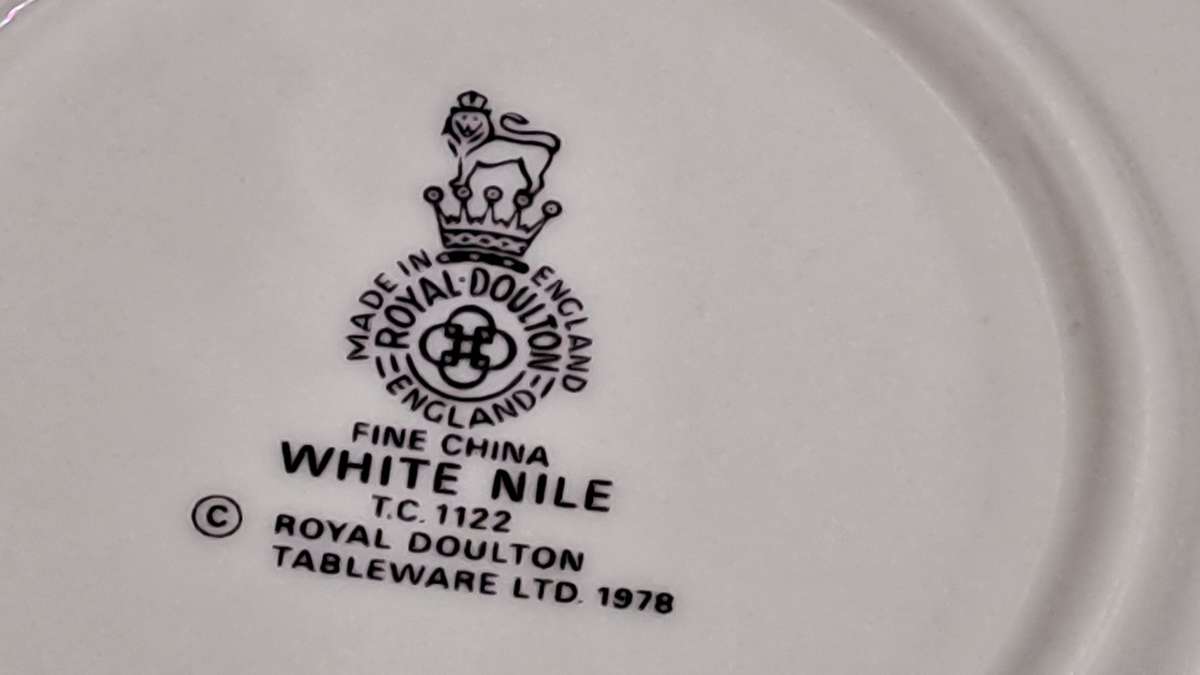 MADE IN ENGLAND
ROYAL·DOULTON
ENGLAND
FINE CHINA
WHITE NILE
T.C. 1122
© ROYAL DOULTON
TABLEWARE LTD. 1978